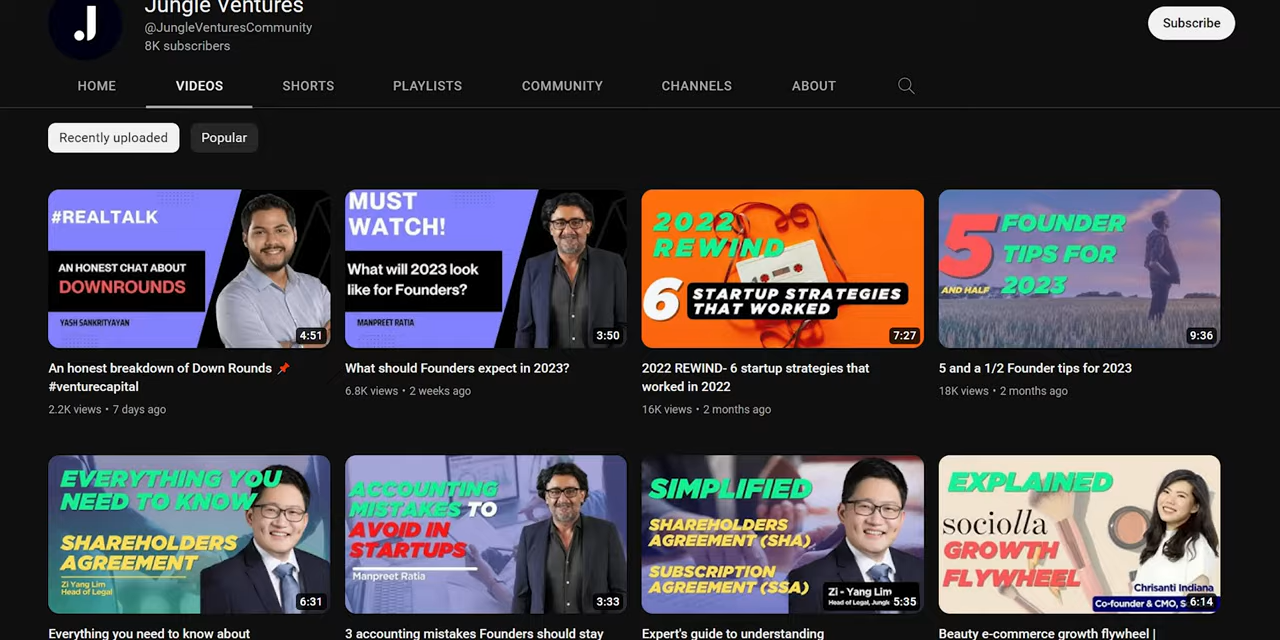 Jungle Ventures
@JungleVenturesCommunity
8K subscribers
Subscribe
HOME
VIDEOS
SHORTS
PLAYLISTS
COMMUNITY
CHANNELS
ABOUT
Recently uploaded
Popular
#REALTALK
AN HONEST CHAT ABOUT
DOWNROUNDS
YASH SANKRITYAYAN
4:51
An honest breakdown of Down Rounds 📌
#venturecapital
2.2K views • 7 days ago
MUST
WATCH!
What will 2023 look
like for Founders?
MANPREET RATIA
3:50
What should Founders expect in 2023?
6.8K views • 2 weeks ago
2022
REWIND
6 STARTUP STRATEGIES
THAT WORKED
7:27
2022 REWIND- 6 startup strategies that
worked in 2022
16K views • 2 months ago
5 FOUNDER
TIPS FOR
AND HALF 2023
9:36
5 and a 1/2 Founder tips for 2023
18K views • 2 months ago
EVERYTHING YOU
NEED TO KNOW
SHAREHOLDERS
AGREEMENT
Zi Yang Lim
Head of Legal
6:31
Everything you need to know about
ACCOUNTING
MISTAKES TO
AVOID IN
STARTUPS
Manpreet Ratia
3:33
3 accounting mistakes Founders should stay
SIMPLIFIED
SHAREHOLDERS
AGREEMENT (SHA)
SUBSCRIPTION
AGREEMENT (SSA)
Zi - Yang Lim
Head of Legal, Jungl
5:35
Expert's guide to understanding
EXPLAINED
sociolla
GROWTH
FLYWHEEL
Chrisanti Indiana
Co-founder & CMO, S
6:14
Beauty e-commerce growth flywheel |